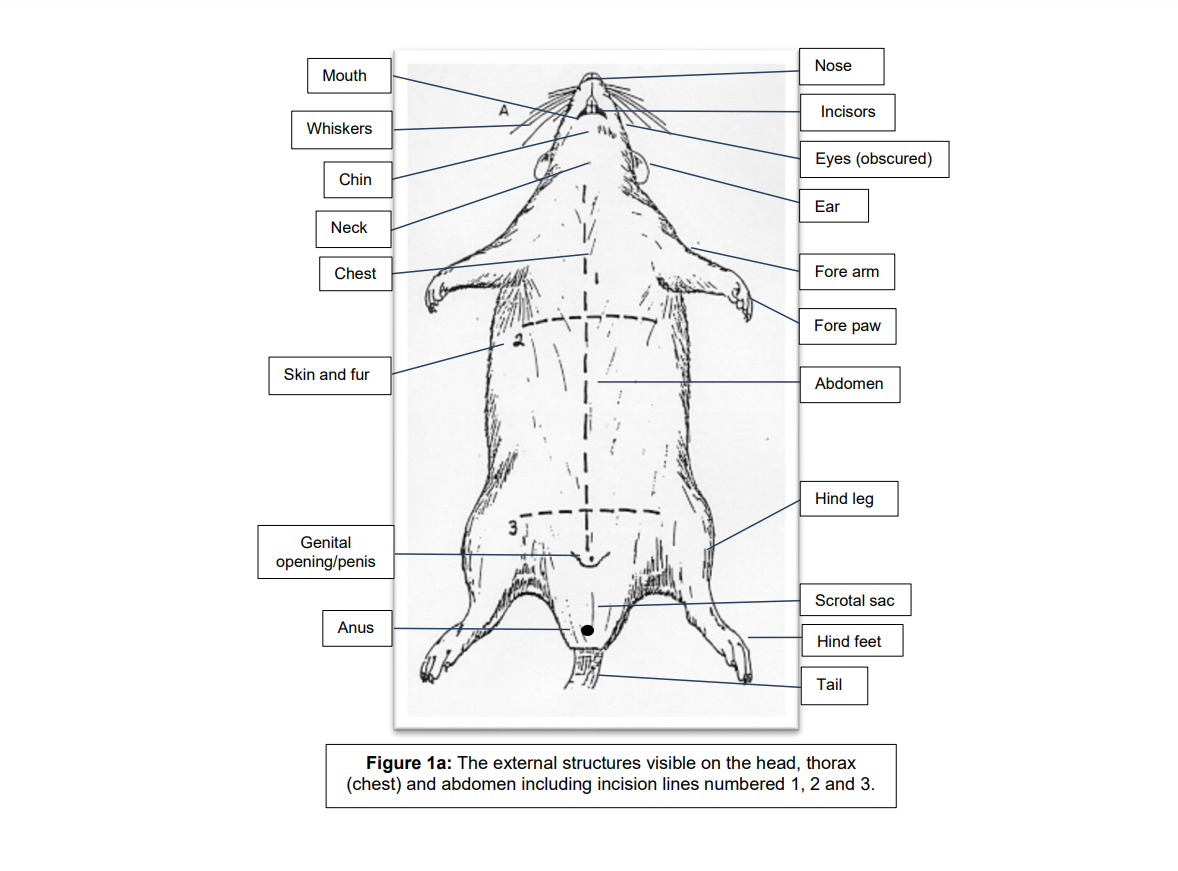 Mouth
Whiskers
Chin
Neck
Chest
Skin and fur
Genital
opening/penis
Anus
A
1
2
3
Nose
Incisors
Eyes (obscured)
Ear
Fore arm
Fore paw
Abdomen
Hind leg
Scrotal sac
Hind feet
Tail
Figure 1a: The external structures visible on the head, thorax
(chest) and abdomen including incision lines numbered 1, 2 and 3.